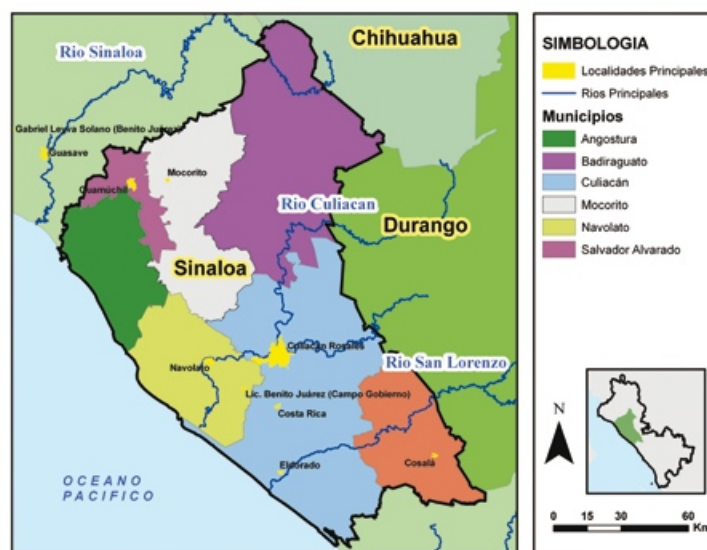 Chihuahua
Rio Sinaloa
Gabriel Leyva Solano (Benito Juárez)
Guasave
Mocorito
Guamúchil
Rio Culiacan
Durango
Sinaloa
Culiacán Rosales
Navolato
Rio San Lorenzo
Lic. Benito Juárez (Campo Gobierno)
Costa Rica
Eldorado
Cosalá
OCEANO
PACIFICO
SIMBOLOGIA
Localidades Principales
Rios Principales
Municipios
Angostura
Badiraguato
Culiacán
Mocorito
Navolato
Salvador Alvarado
N
0 15 30 60
Km